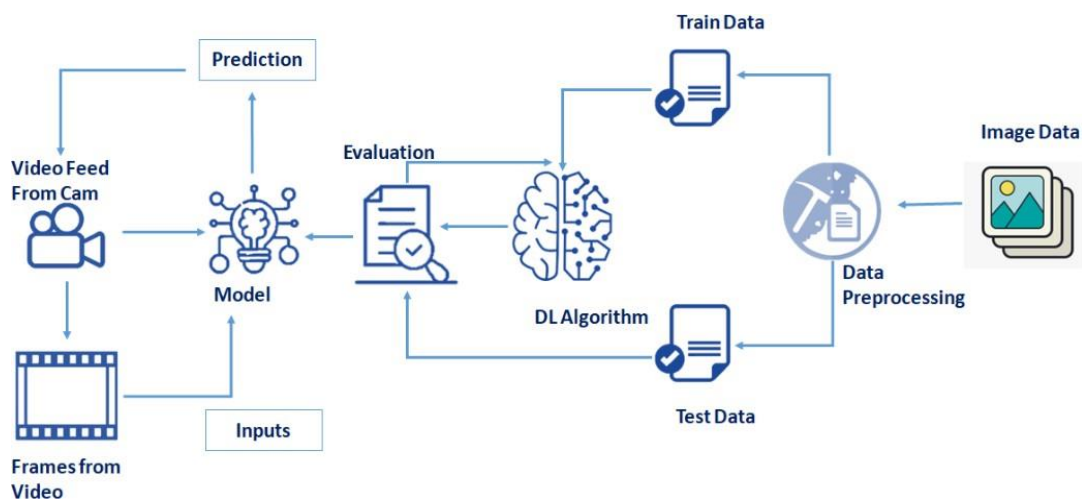 Train Data
Prediction
Image Data
Evaluation
Video Feed
From Cam
Data
Preprocessing
Model
DL Algorithm
Test Data
Inputs
Frames from
Video